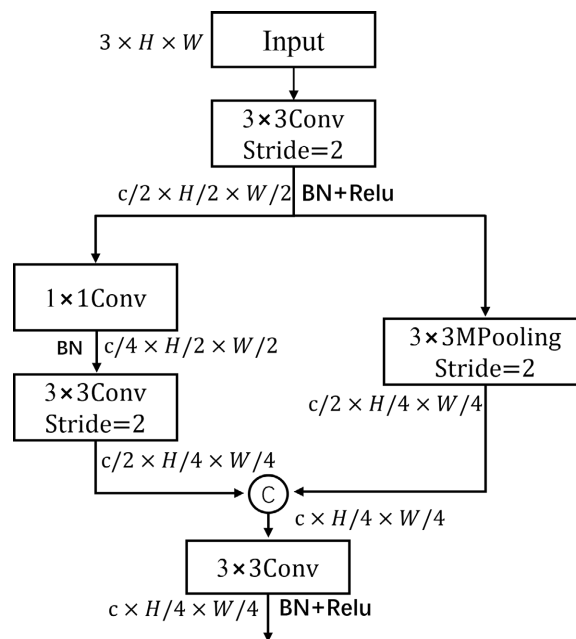 3 × H × W
Input
3×3Conv
Stride=2
c/2 × H/2 × W/2
BN+Relu
1×1Conv
BN
c/4 × H/2 × W/2
3×3MPooling
Stride=2
3×3Conv
Stride=2
c/2 × H/4 × W/4
c/2 × H/4 × W/4
C
c × H/4 × W/4
3×3Conv
c × H/4 × W/4
BN+Relu